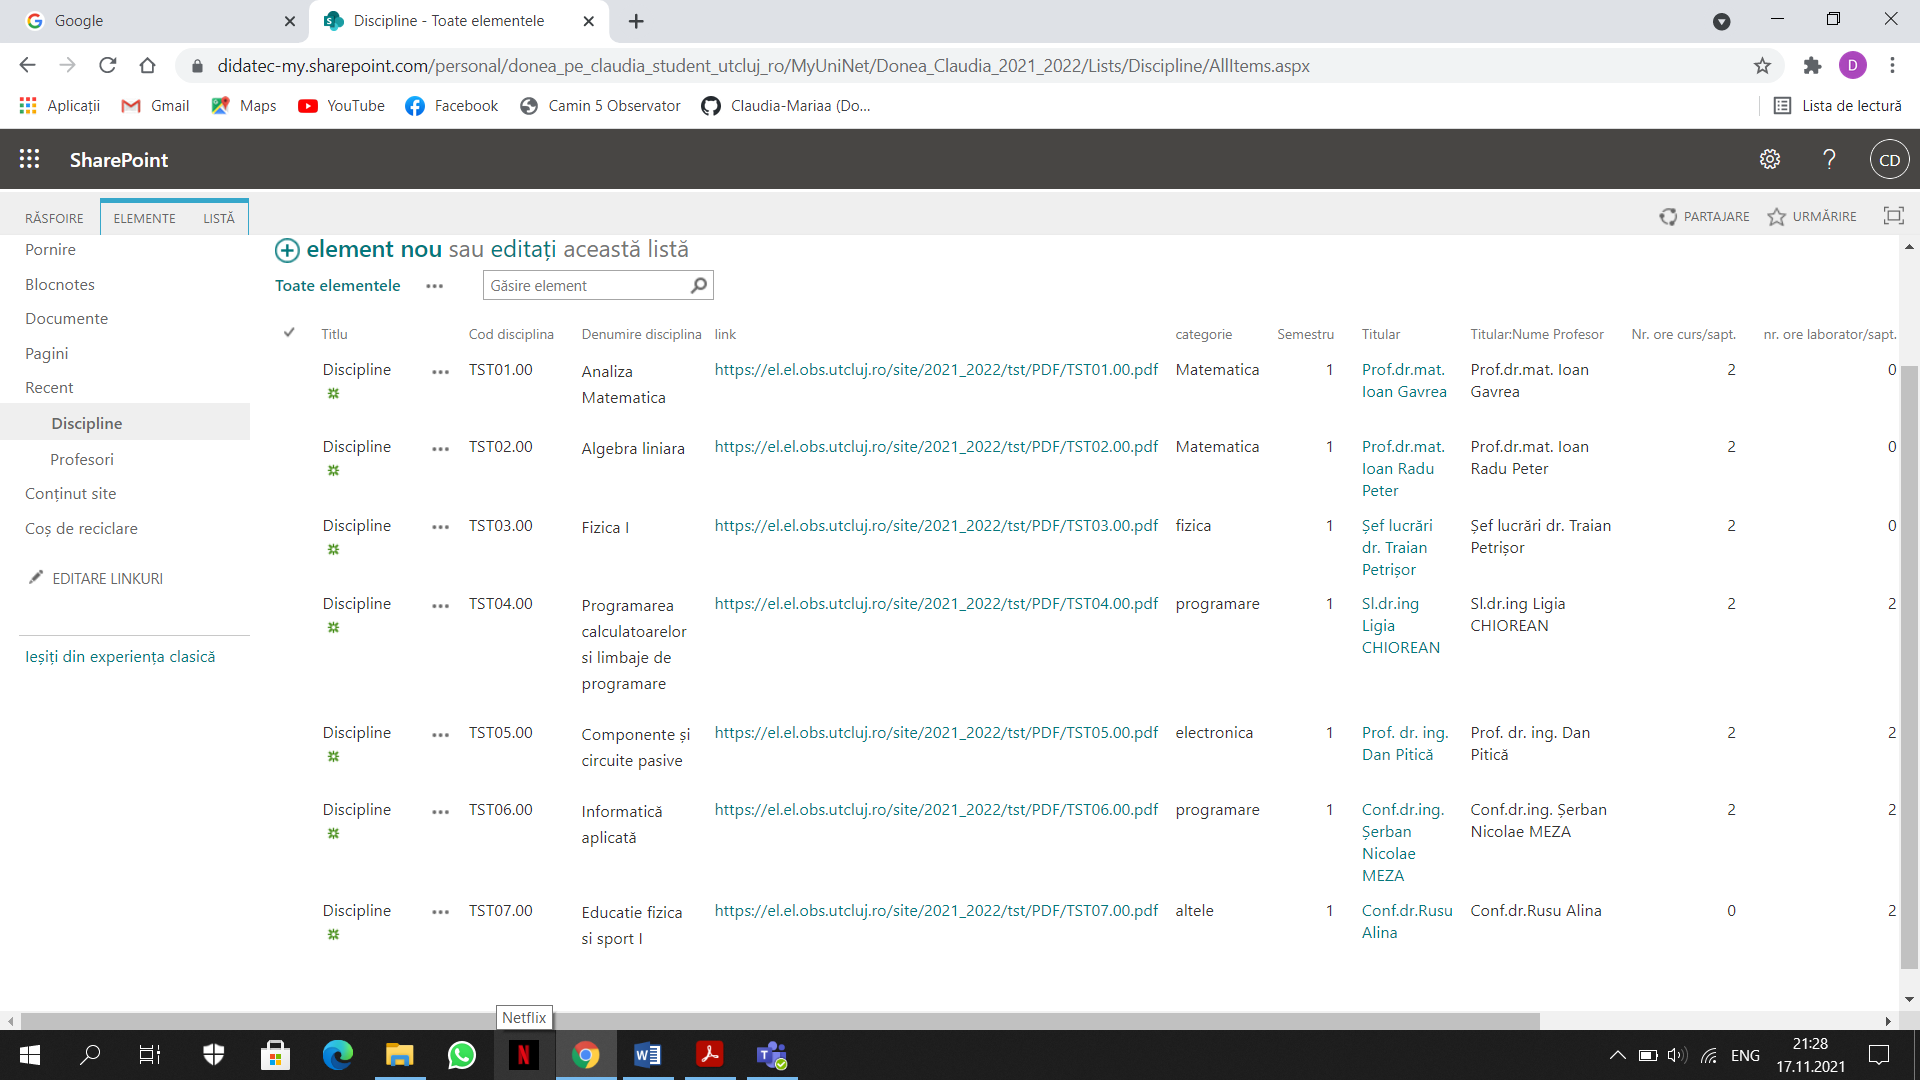 Google
Discipline - Toate elementele
didatec-my.sharepoint.com/personal/donea_pe_claudia_student_utcluj_ro/MyUniNet/Donea_Claudia_2021_2022/Lists/Discipline/AllItems.aspx
D
Aplicații
Gmail
Maps
YouTube
Facebook
Camin 5 Observator
Claudia-Mariaa (Do...
Lista de lectură
SharePoint
?
CD
RĂSFOIRE
ELEMENTE
LISTĂ
PARTAJARE
URMĂRIRE
Pornire
Blocnotes
Documente
Pagini
Recent
Discipline
Profesori
Conținut site
Coș de reciclare
EDITARE LINKURI
Ieșiți din experiența clasică
element nou sau editați această listă
Toate elementele
Găsire element
Titlu Cod disciplina Denumire disciplina link categorie Semestru Titular Titular:Nume Profesor Nr. ore curs/sapt. nr. ore laborator/sapt.
Discipline TST01.00 Analiza https://el.el.obs.utcluj.ro/site/2021_2022/tst/PDF/TST01.00.pdf Matematica 1 Prof.dr.mat. Prof.dr.mat. Ioan 2 0
Matematica Ioan Gavrea Gavrea
Discipline TST02.00 Algebra liniara https://el.el.obs.utcluj.ro/site/2021_2022/tst/PDF/TST02.00.pdf Matematica 1 Prof.dr.mat. Prof.dr.mat. Ioan 2 0
Ioan Radu Radu Peter
Peter
Discipline TST03.00 Fizica I https://el.el.obs.utcluj.ro/site/2021_2022/tst/PDF/TST03.00.pdf fizica 1 Șef lucrări Șef lucrări dr. Traian 2 0
dr. Traian Petrișor
Petrișor
Discipline TST04.00 Programarea https://el.el.obs.utcluj.ro/site/2021_2022/tst/PDF/TST04.00.pdf programare 1 Sl.dr.ing Sl.dr.ing Ligia 2 2
calculatoarelor Ligia CHIOREAN
si limbaje de CHIOREAN
programare
Discipline TST05.00 Componente și https://el.el.obs.utcluj.ro/site/2021_2022/tst/PDF/TST05.00.pdf electronica 1 Prof. dr. ing. Prof. dr. ing. Dan 2 2
circuite pasive Dan Pitică Pitică
Discipline TST06.00 Informatică https://el.el.obs.utcluj.ro/site/2021_2022/tst/PDF/TST06.00.pdf programare 1 Conf.dr.ing. Conf.dr.ing. Șerban 2 2
aplicată Șerban Nicolae MEZA
Nicolae
MEZA
Discipline TST07.00 Educatie fizica https://el.el.obs.utcluj.ro/site/2021_2022/tst/PDF/TST07.00.pdf altele 1 Conf.dr.Rusu Conf.dr.Rusu Alina 0 2
si sport I Alina
Netflix
ENG
21:28
17.11.2021